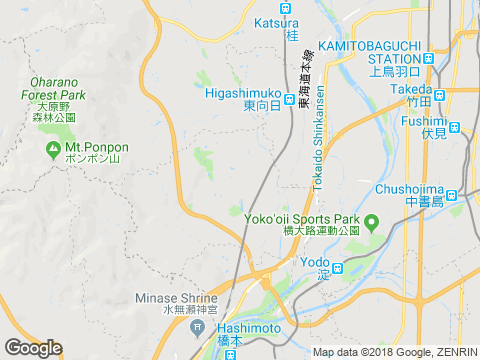 Katsura
桂
KAMITOBAGUCHI
STATION
上鳥羽口
東海道本線
Oharano
Forest Park
大原野
森林公園
Higashimuko
東向日
Takeda
竹田
Tokaido Shinkansen
Fushimi
伏見
Mt.Ponpon
ポンポン山
Chushojima
中書島
Yoko'oji Sports Park
横大路運動公園
Yodo
淀
Minase Shrine
水無瀬神宮
Hashimoto
橋本
Google
Map data ©2018 Google, ZENRIN